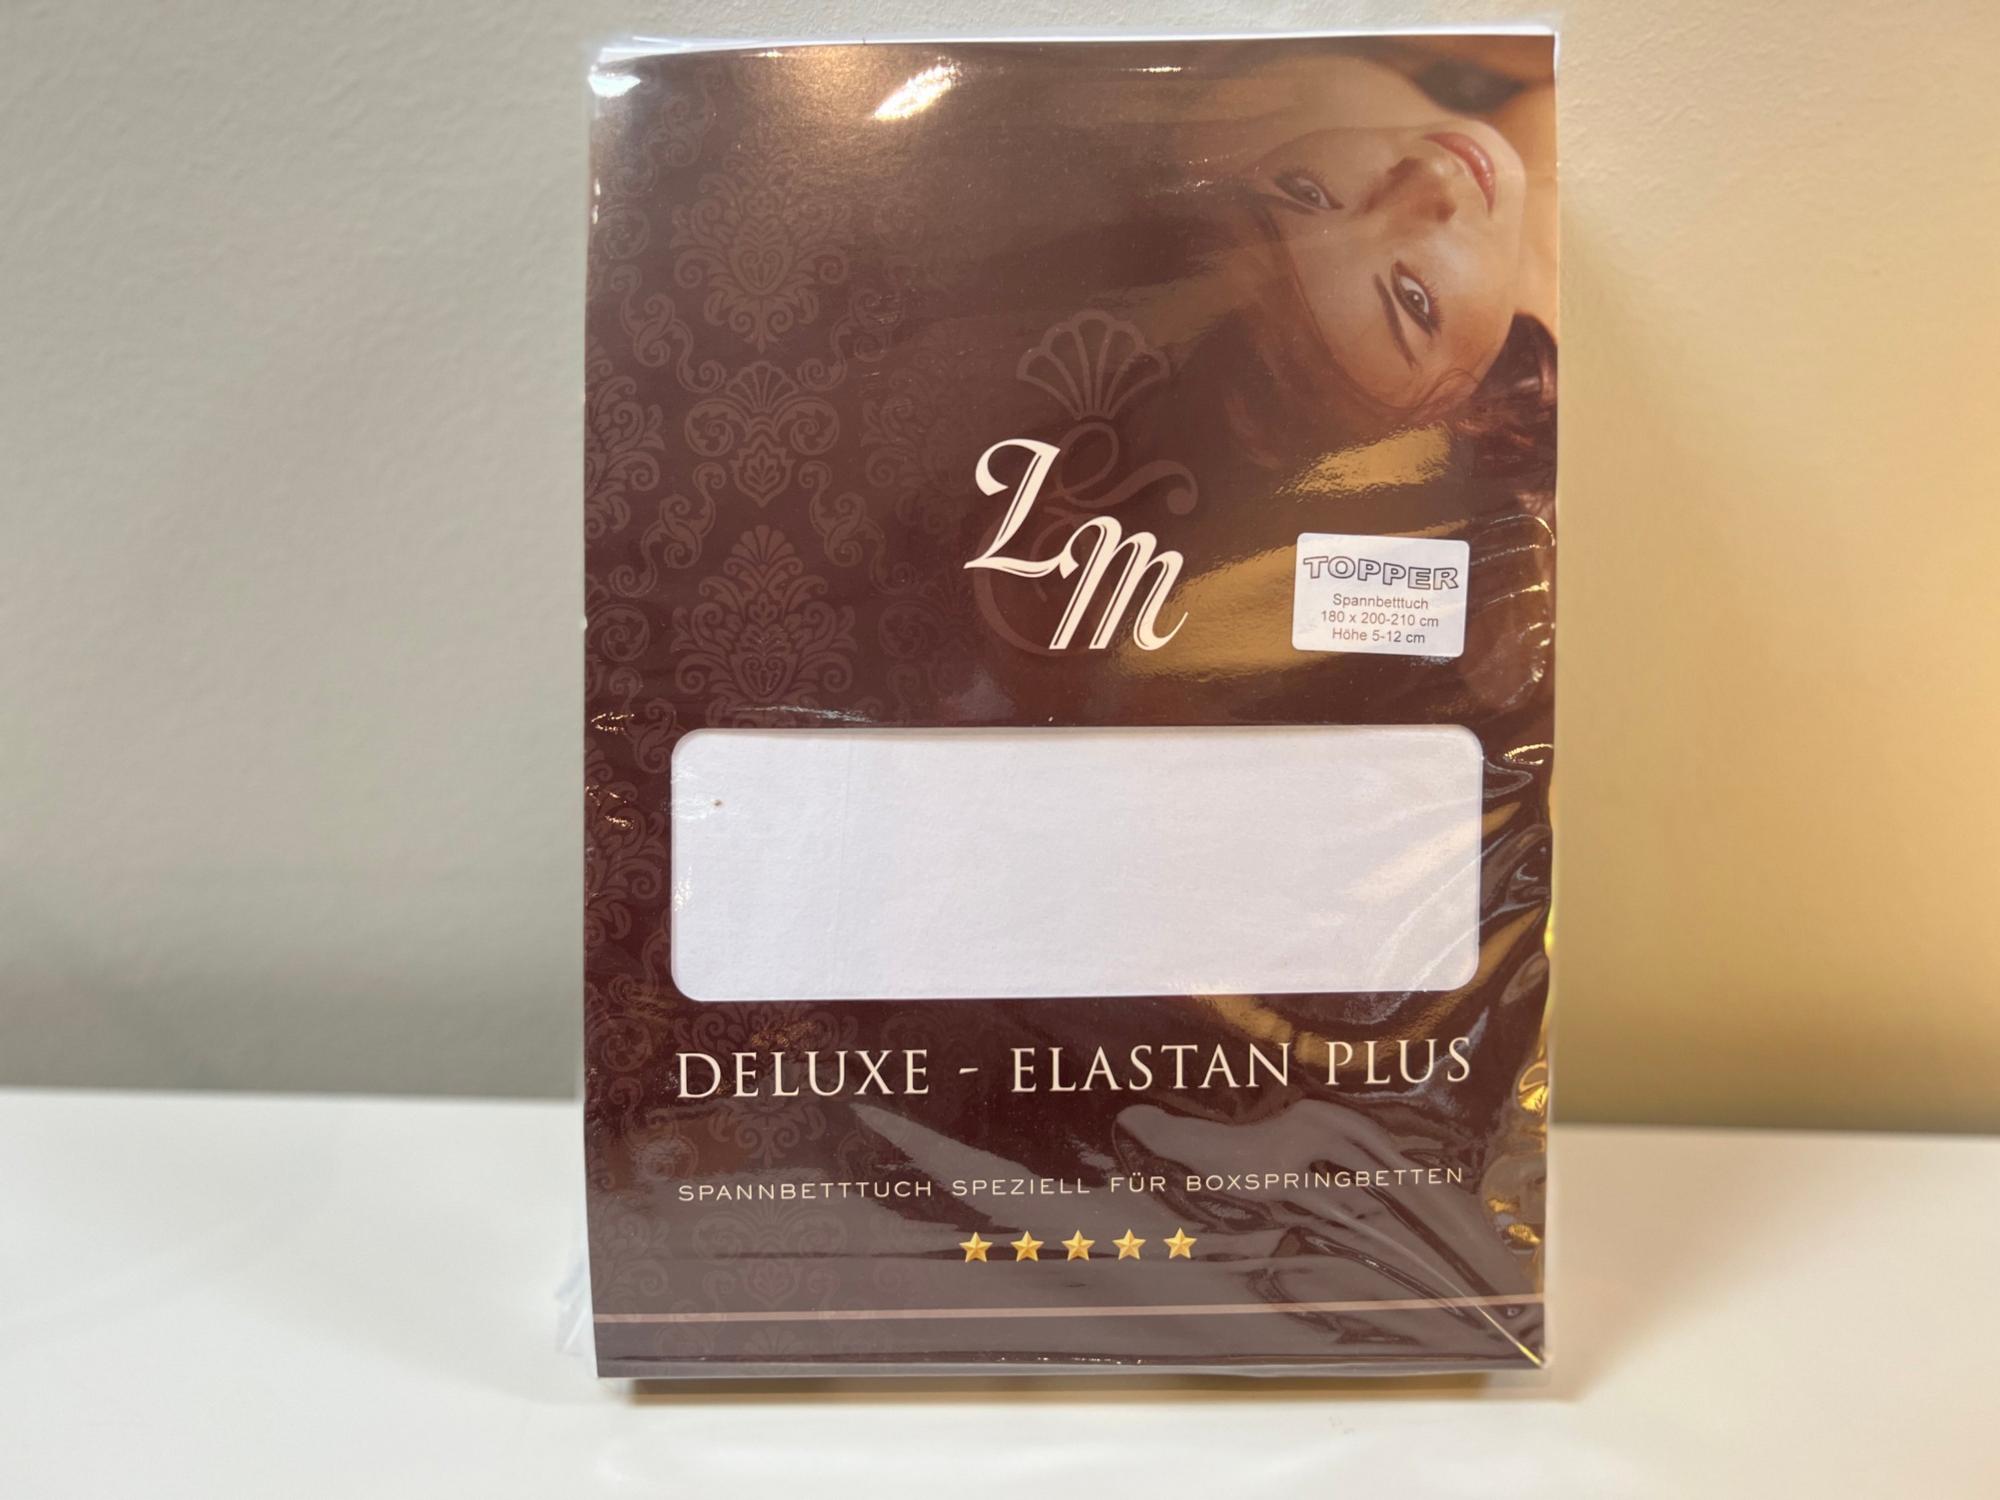 LM
TOPPER
Spannbetttuch
180 x 200-210 cm
Höhe 5-12 cm
DELUXE - ELASTAN PLUS
SPANNBETTTUCH SPEZIELL FÜR BOXSPRINGBETTEN